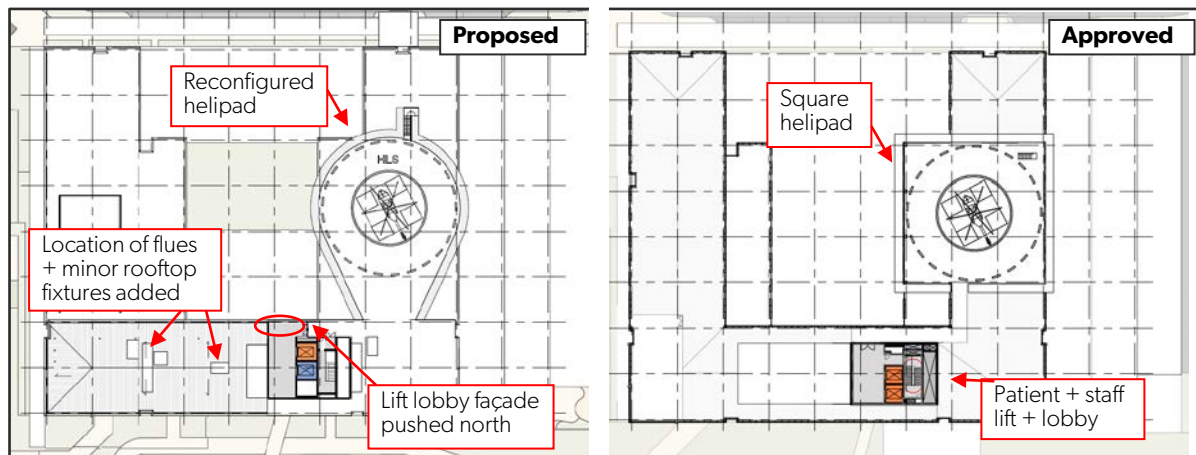 Proposed
Reconfigured
helipad
HLS
Location of flues
+ minor rooftop
fixtures added
Lift lobby façade
pushed north
Approved
Square
helipad
Patient + staff
lift + lobby